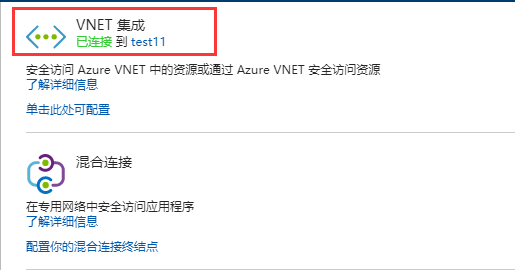 VNET 集成
已连接 到 test11
安全访问 Azure VNET 中的资源或通过 Azure VNET 安全访问资源
了解详细信息
单击此处可配置
混合连接
在专用网络中安全访问应用程序
了解详细信息
配置你的混合连接终结点